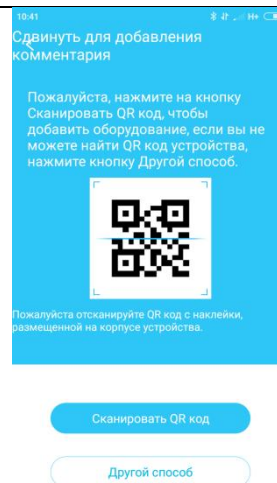 10:41
H+
Сдвинуть для добавления
комментария
Пожалуйста, нажмите на кнопку
Сканировать QR код, чтобы
добавить оборудование, если вы не
можете найти QR код устройства,
нажмите кнопку Другой способ.
Пожалуйста отсканируйте QR код с наклейки,
размещенной на корпусе устройства.
Сканировать QR код
Другой способ